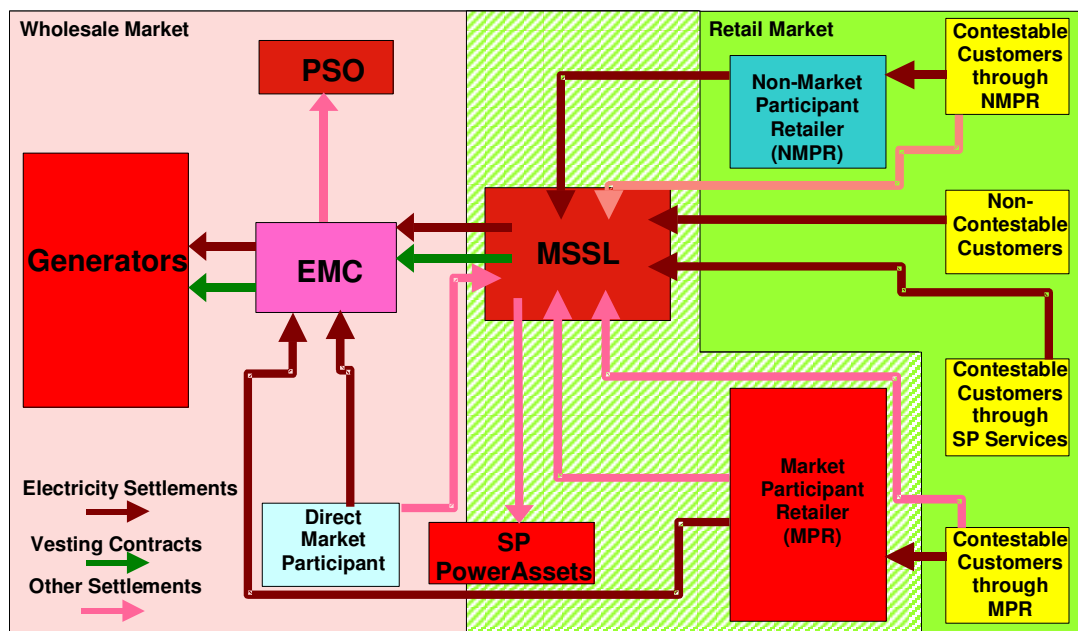 Wholesale Market
PSO
Generators
EMC
MSSL
Retail Market
Non-Market
Participant
Retailer
(NMPR)
Contestable
Customers
through
NMPR
Non-
Contestable
Customers
Contestable
Customers
through
SP Services
Market
Participant
Retailer
(MPR)
Contestable
Customers
through
MPR
Electricity Settlements
Vesting Contracts
Other Settlements
Direct
Market
Participant
SP
PowerAssets